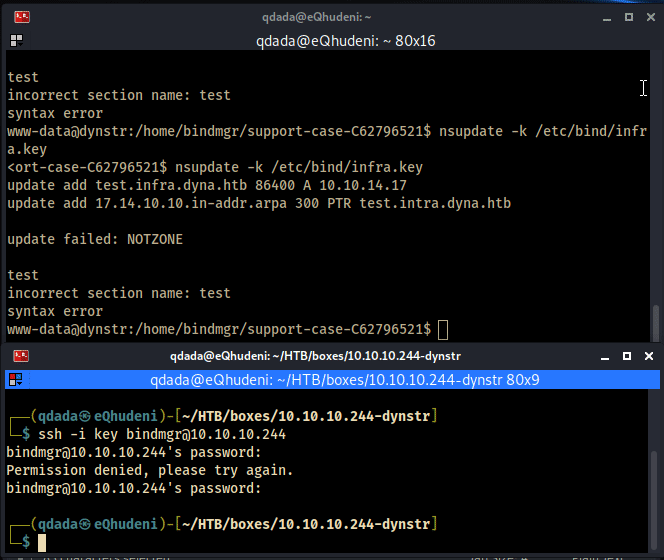 qdada@eQhudeni: ~
qdada@eQhudeni: ~ 80x16
test
incorrect section name: test
syntax error
www-data@dynstr:/home/bindmgr/support-case-C62796521$ nsupdate -k /etc/bind/infr
a.key
<ort-case-C62796521$ nsupdate -k /etc/bind/infra.key
update add test.infra.dyna.htb 86400 A 10.10.14.17
update add 17.14.10.10.in-addr.arpa 300 PTR test.intra.dyna.htb
update failed: NOTZONE
test
incorrect section name: test
syntax error
www-data@dynstr:/home/bindmgr/support-case-C62796521$
qdada@eQhudeni: ~/HTB/boxes/10.10.10.244-dynstr
qdada@eQhudeni: ~/HTB/boxes/10.10.10.244-dynstr 80x9
┌──(qdada㉿eQhudeni)-[~/HTB/boxes/10.10.10.244-dynstr]
└─$ ssh -i key bindmgr@10.10.10.244
bindmgr@10.10.10.244's password:
Permission denied, please try again.
bindmgr@10.10.10.244's password:
┌──(qdada㉿eQhudeni)-[~/HTB/boxes/10.10.10.244-dynstr]
└─$